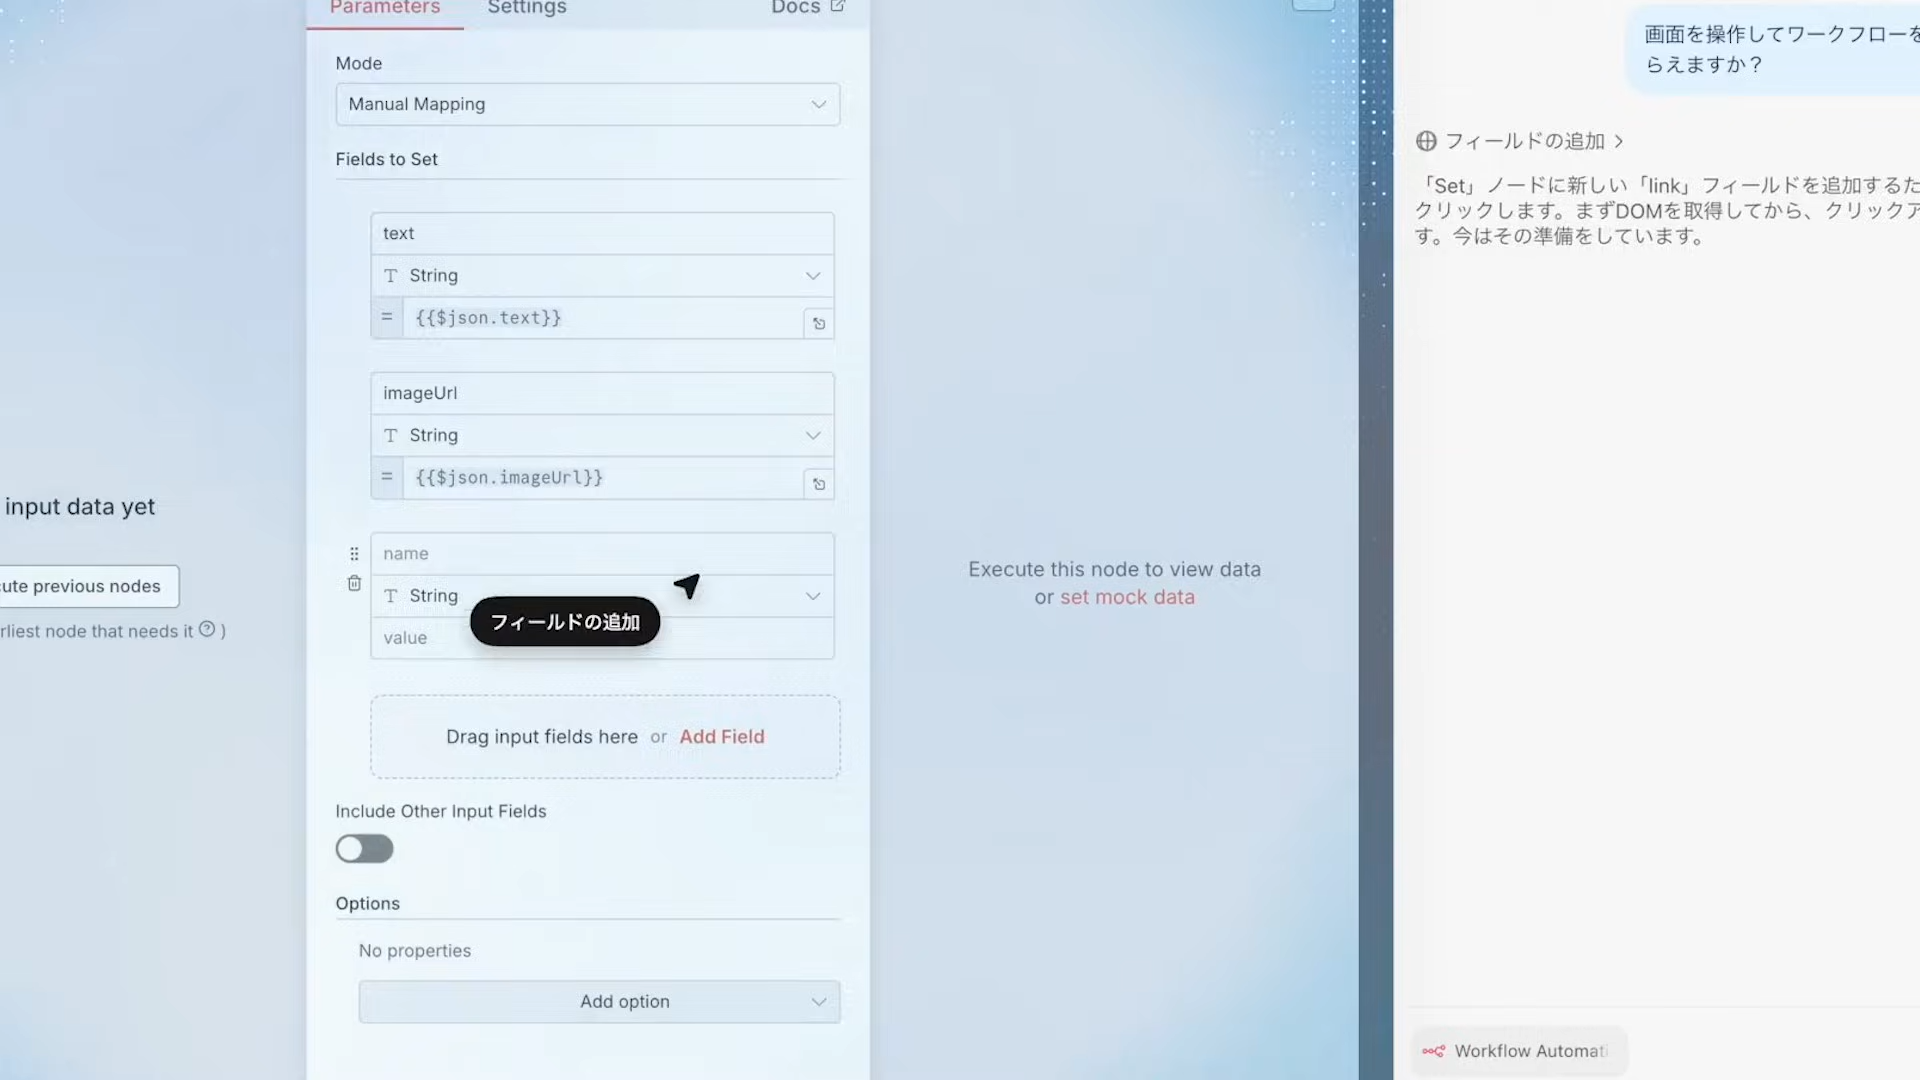 Parameters
Settings
Docs
Mode
Manual Mapping
Fields to Set
text
T String
= {{$json.text}}
imageUrl
T String
= {{$json.imageUrl}}
name
T String
value
フィールドの追加
Drag input fields here or Add Field
Include Other Input Fields
Options
No properties
Add option
input data yet
cute previous nodes
rliest node that needs it ? )
Execute this node to view data
or set mock data
画面を操作してワークフローを
らえますか？
フィールドの追加 >
「Set」ノードに新しい「link」フィールドを追加するた
クリックします。まずDOMを取得してから、クリックア
す。今はその準備をしています。
Workflow Automati